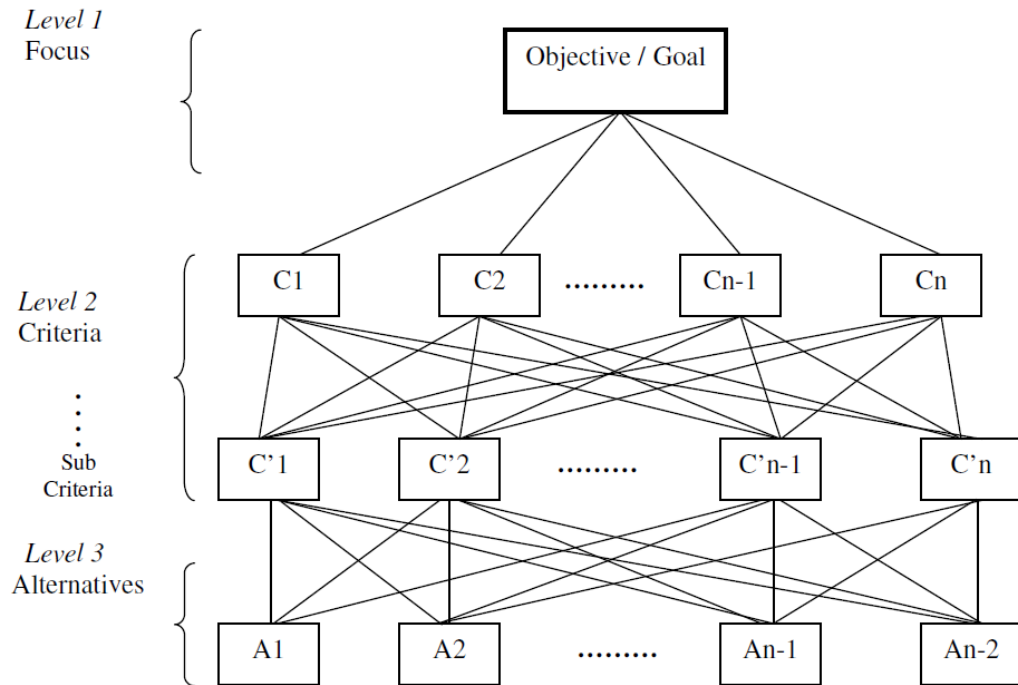 Level 1
Focus
Objective / Goal
C1 C2 ......... Cn-1 Cn
Level 2
Criteria
Sub
Criteria
C’1 C’2 ......... C’n-1 C’n
Level 3
Alternatives
A1 A2 ......... An-1 An-2